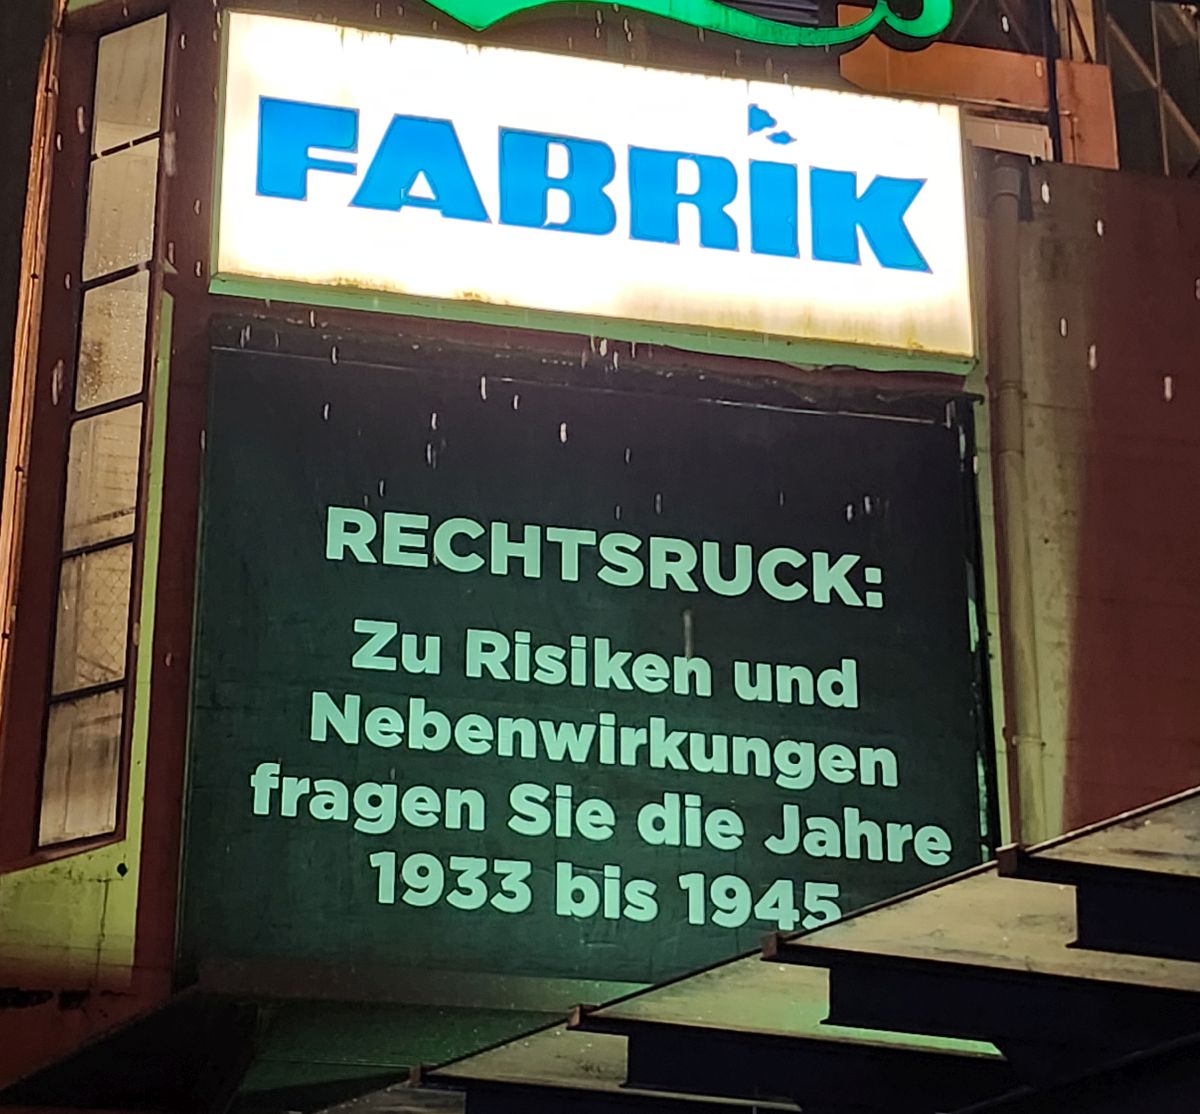 FABRIK
RECHTSRUCK:
Zu Risiken und
Nebenwirkungen
fragen Sie die Jahre
1933 bis 1945